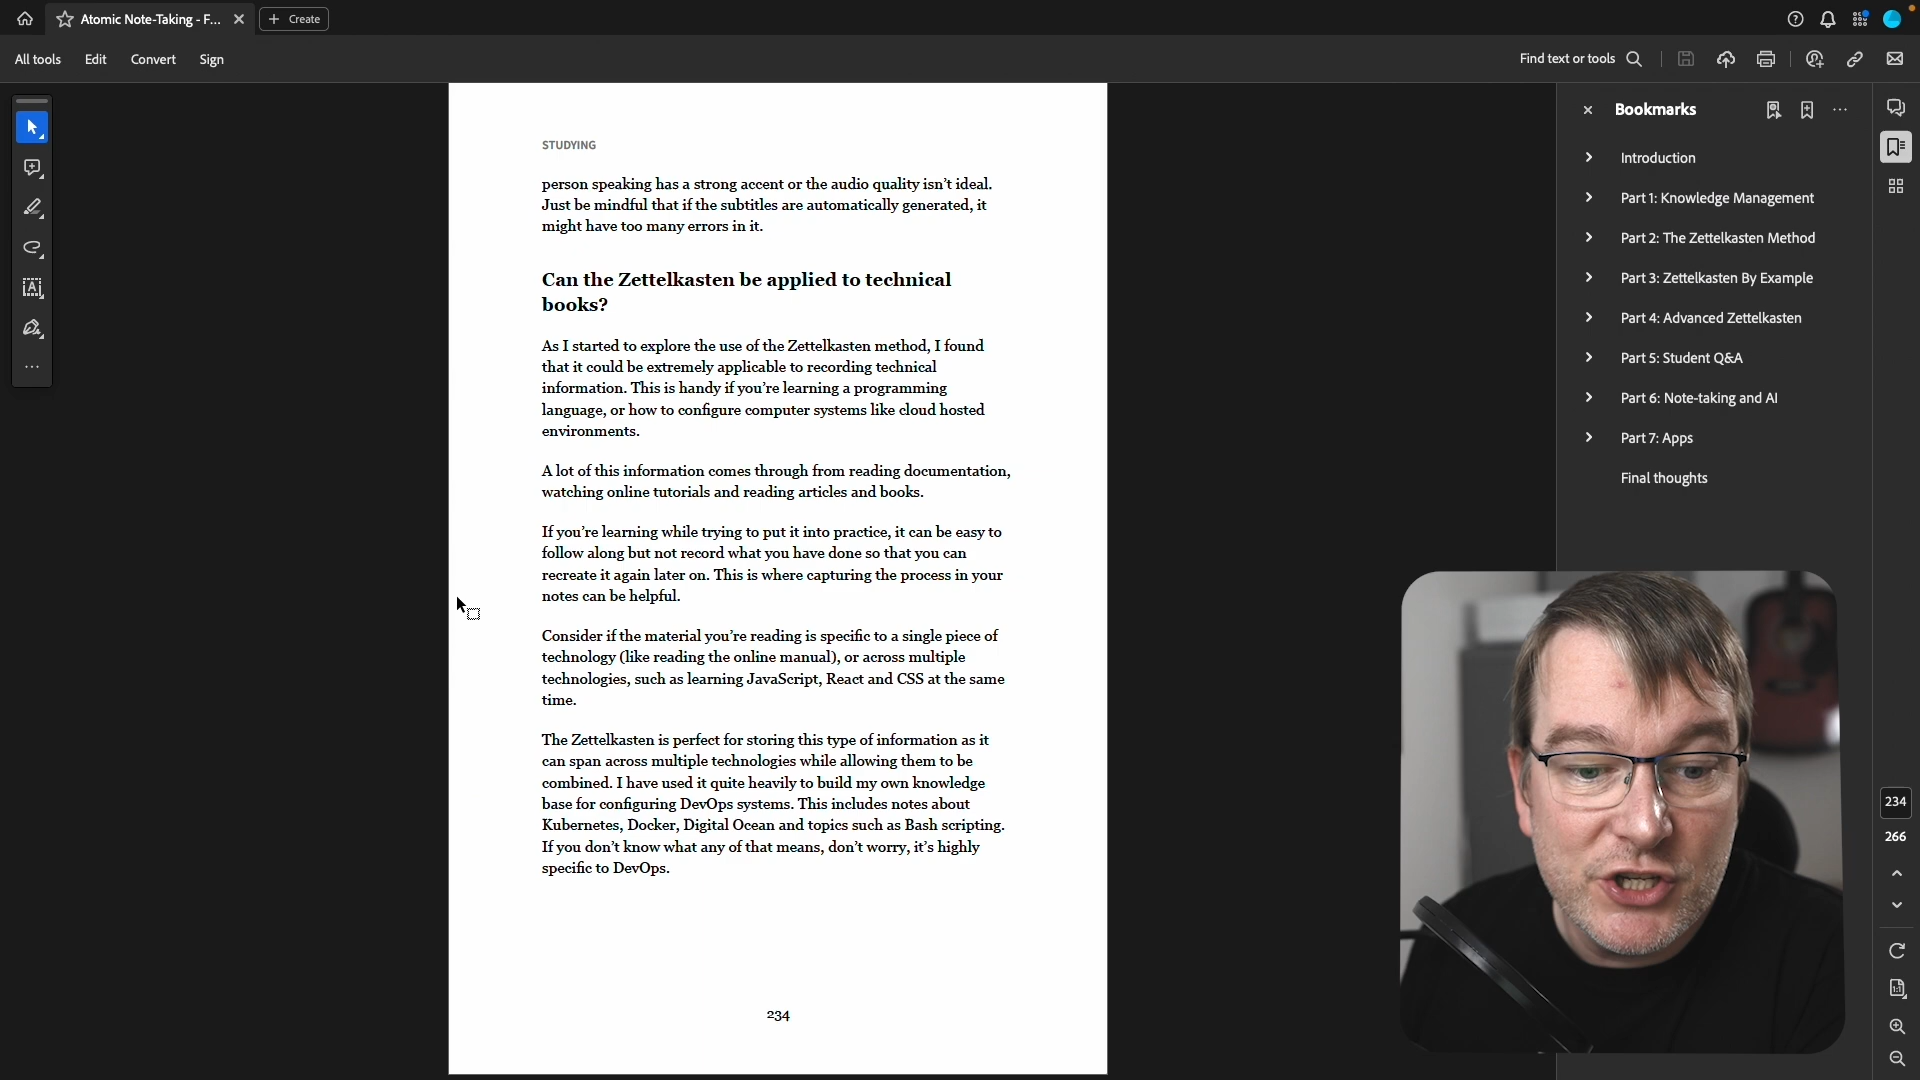 Atomic Note-Taking - F...
Create
All tools
Edit
Convert
Sign
Find text or tools
STUDYING
person speaking has a strong accent or the audio quality isn't ideal.
Just be mindful that if the subtitles are automatically generated, it
might have too many errors in it.
Can the Zettelkasten be applied to technical
books?
As I started to explore the use of the Zettelkasten method, I found
that it could be extremely applicable to recording technical
information. This is handy if you're learning a programming
language, or how to configure computer systems like cloud hosted
environments.
A lot of this information comes through from reading documentation,
watching online tutorials and reading articles and books.
If you're learning while trying to put it into practice, it can be easy to
follow along but not record what you have done so that you can
recreate it again later on. This is where capturing the process in your
notes can be helpful.
Consider if the material you're reading is specific to a single piece of
technology (like reading the online manual), or across multiple
technologies, such as learning JavaScript, React and CSS at the same
time.
The Zettelkasten is perfect for storing this type of information as it
can span across multiple technologies while allowing them to be
combined. I have used it quite heavily to build my own knowledge
base for configuring DevOps systems. This includes notes about
Kubernetes, Docker, Digital Ocean and topics such as Bash scripting.
If you don't know what any of that means, don't worry, it's highly
specific to DevOps.
234
Bookmarks
Introduction
Part 1: Knowledge Management
Part 2: The Zettelkasten Method
Part 3: Zettelkasten By Example
Part 4: Advanced Zettelkasten
Part 5: Student Q&A
Part 6: Note-taking and AI
Part 7: Apps
Final thoughts
234
266